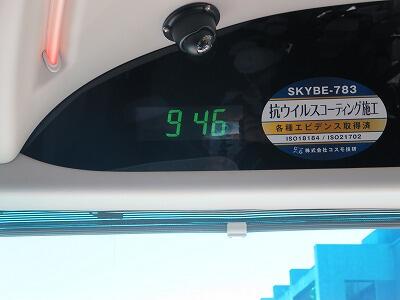 9 46
SKYBE-783
抗ウイルスコーティング施工
各種エビデンス取得済
ISO18184 / ISO21702
株式会社コスモ技研